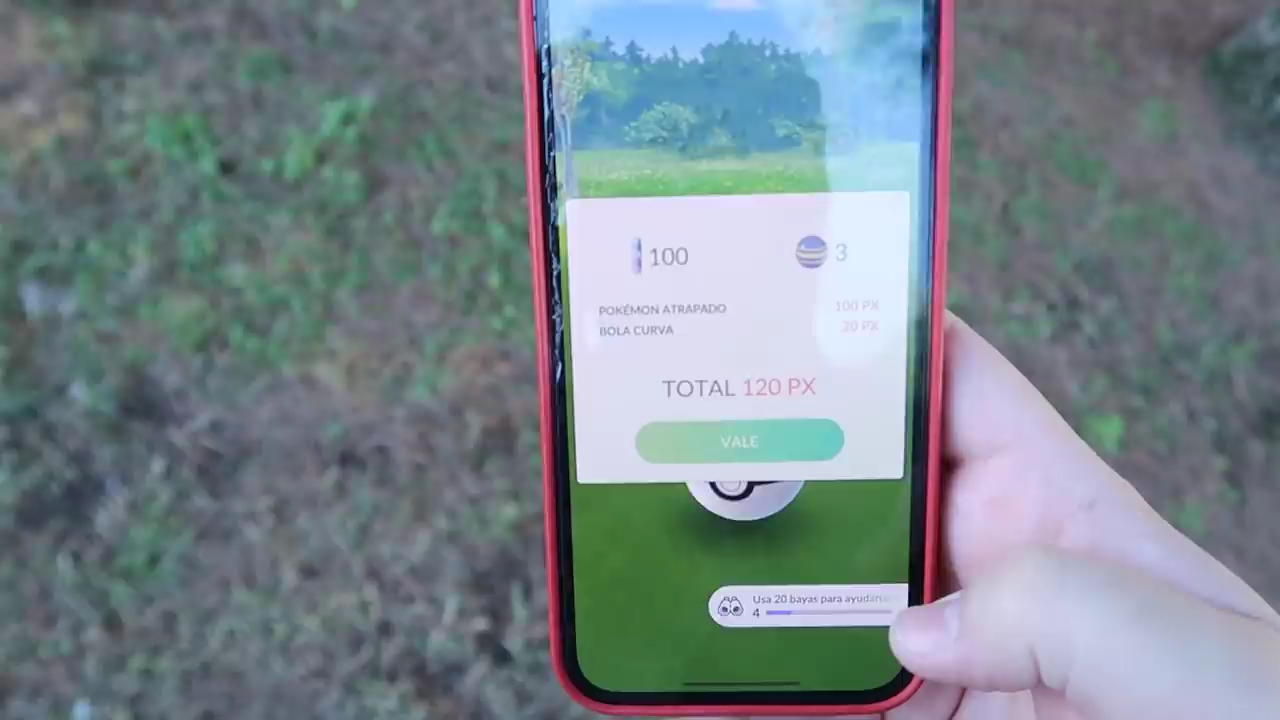 100 3
POKÉMON ATRAPADO 100 PX
BOLA CURVA 20 PX
TOTAL 120 PX
VALE
Usa 20 bayas para
4